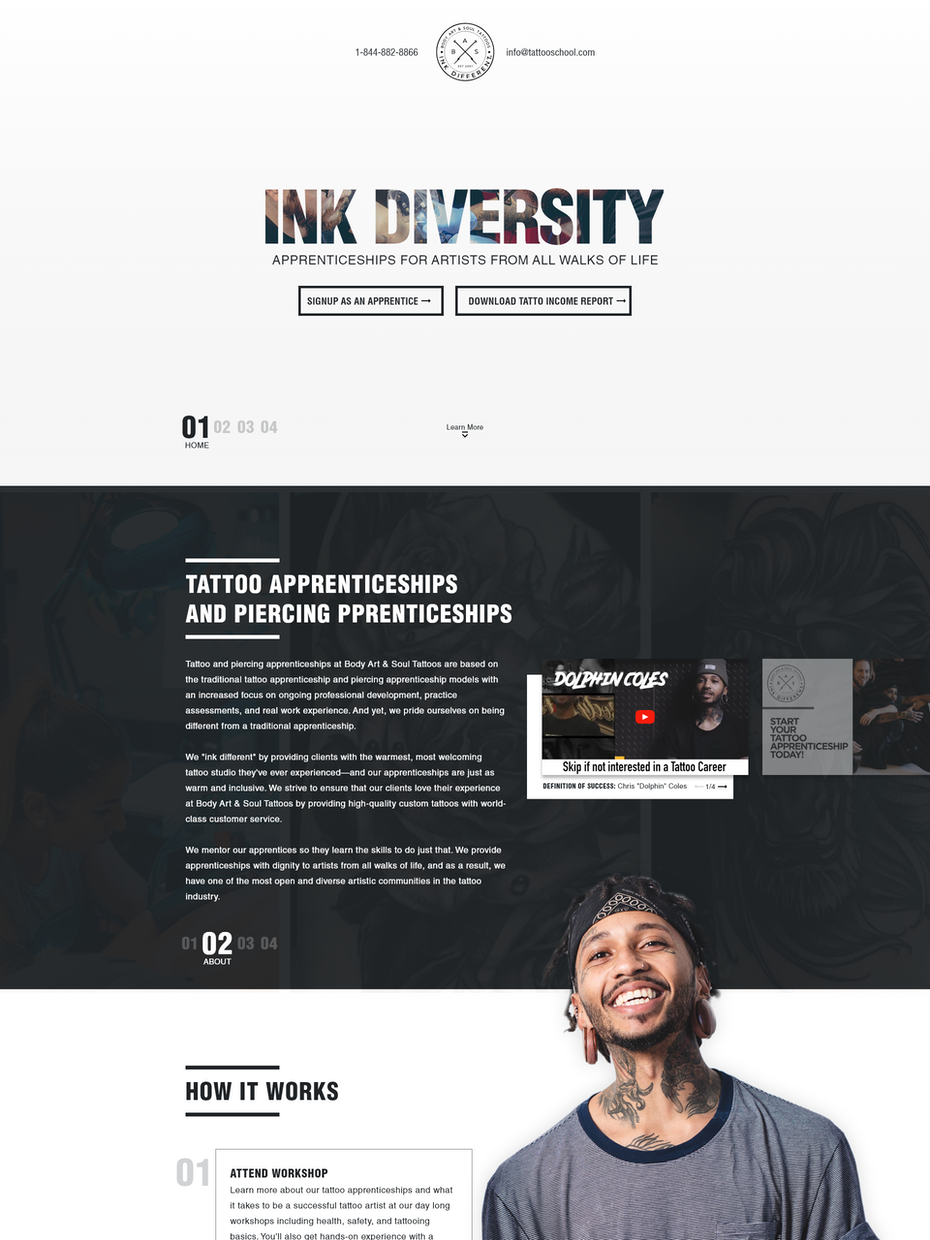 1-844-882-8866
BODY ART & SOUL TATTOOS
B A S
INK DIFFERENT
info@tattooschool.com
INK DIVERSITY
APPRENTICESHIPS FOR ARTISTS FROM ALL WALKS OF LIFE
SIGNUP AS AN APPRENTICE →
DOWNLOAD TATTO INCOME REPORT →
01 02 03 04
HOME
Learn More
TATTOO APPRENTICESHIPS
AND PIERCING PPRENTICESHIPS
Tattoo and piercing apprenticeships at Body Art & Soul Tattoos are based on
the traditional tattoo apprenticeship and piercing apprenticeship models with
an increased focus on ongoing professional development, practice
assessments, and real work experience. And yet, we pride ourselves on being
different from a traditional apprenticeship.
We "ink different" by providing clients with the warmest, most welcoming
tattoo studio they've ever experienced—and our apprenticeships are just as
warm and inclusive. We strive to ensure that our clients love their experience
at Body Art & Soul Tattoos by providing high-quality custom tattoos with world-
class customer service.
We mentor our apprentices so they learn the skills to do just that. We provide
apprenticeships with dignity to artists from all walks of life, and as a result, we
have one of the most open and diverse artistic communities in the tattoo
industry.
DOLPHIN COLES
Skip if not interested in a Tattoo Career
DEFINITION OF SUCCESS: Chris "Dolphin" Coles ← 1/4 →
START
YOUR
TATTOO
APPRENTICESHIP
TODAY!
01 02 03 04
ABOUT
HOW IT WORKS
01
ATTEND WORKSHOP
Learn more about our tattoo apprenticeships and what
it takes to be a successful tattoo artist at our day long
workshops including health, safety, and tattooing
basics. You'll also get hands-on experience with a